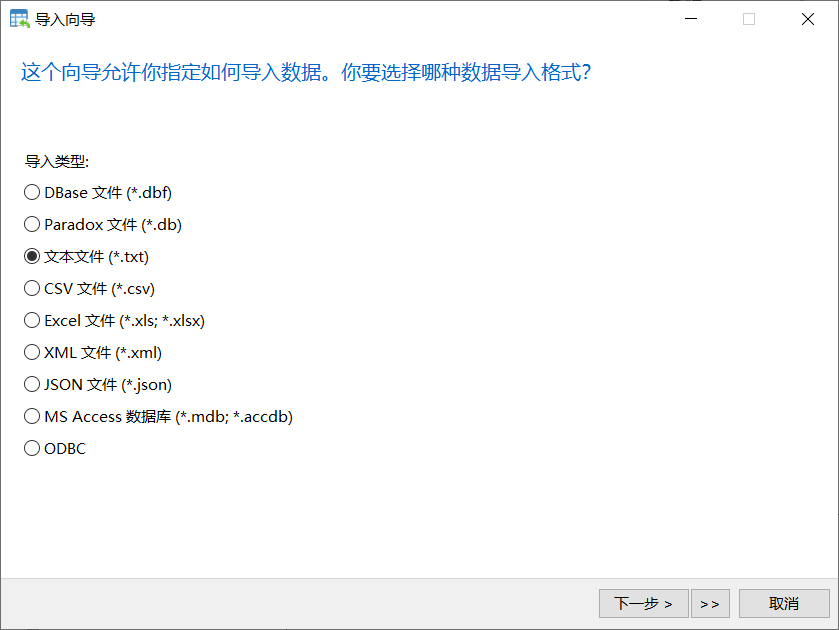 导入向导
这个向导允许你指定如何导入数据。你要选择哪种数据导入格式？
导入类型:
DBase 文件 (*.dbf)
Paradox 文件 (*.db)
文本文件 (*.txt)
CSV 文件 (*.csv)
Excel 文件 (*.xls; *.xlsx)
XML 文件 (*.xml)
JSON 文件 (*.json)
MS Access 数据库 (*.mdb; *.accdb)
ODBC
下一步 > >> 取消